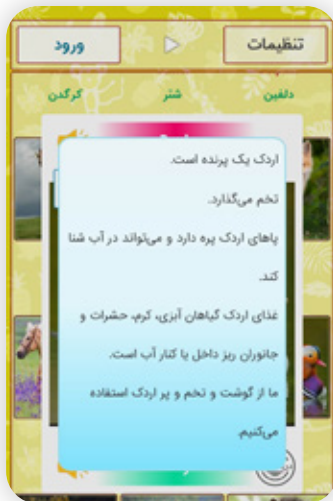 تنظیمات
ورود
دلفین
شتر
کرگدن
اردک یک پرنده است.
تخم می‌گذارد.
پاهای اردک پره دارد و می‌تواند در آب شنا
کند.
غذای اردک گیاهان آبزی، کرم، حشرات و
جانوران ریز داخل یا کنار آب است.
ما از گوشت و تخم و پر اردک استفاده
می‌کنیم.